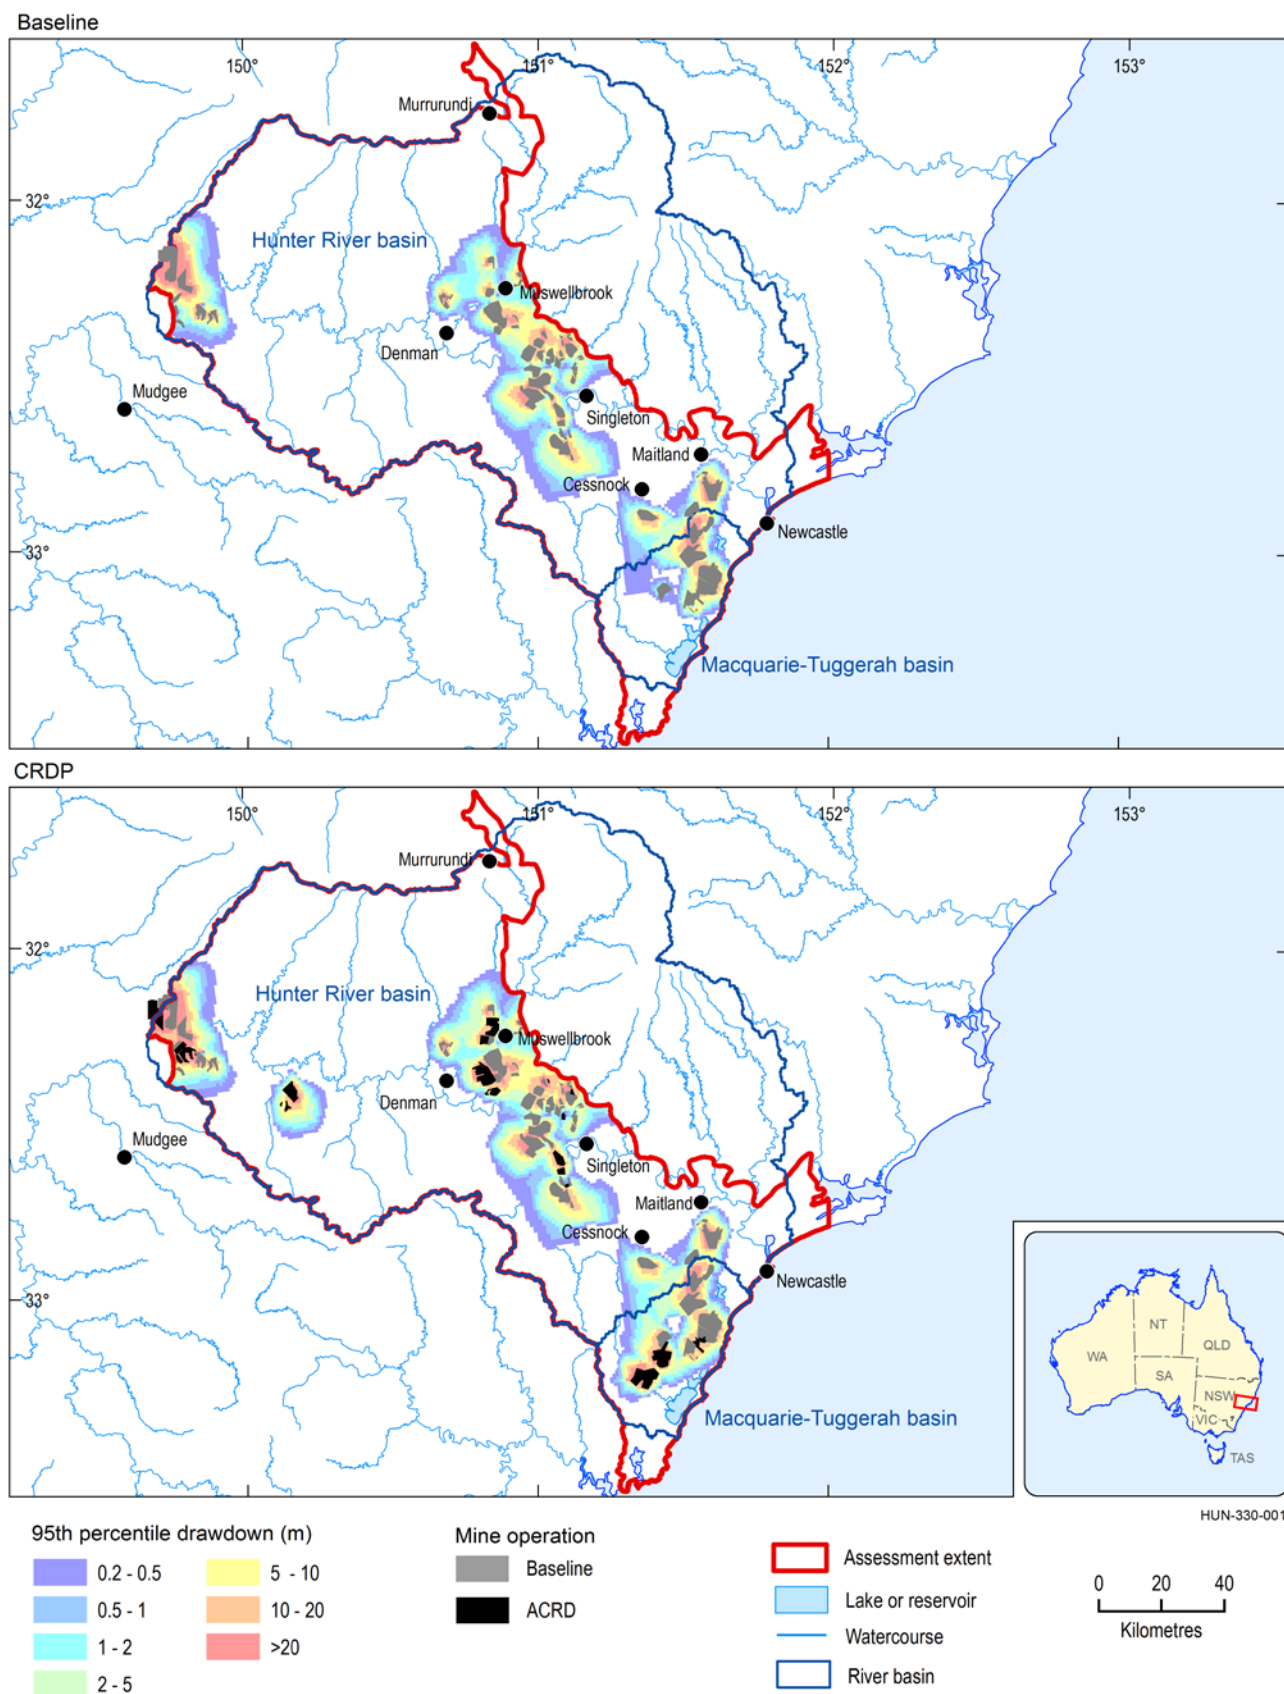 Baseline
150°
151°
152°
153°
Murrurundi
32°
Hunter River basin
Muswellbrook
Denman
Mudgee
Singleton
Maitland
Cessnock
Newcastle
33°
Macquarie-Tuggerah basin
CRDP
150°
151°
152°
153°
Murrurundi
32°
Hunter River basin
Muswellbrook
Denman
Mudgee
Singleton
Maitland
Cessnock
Newcastle
33°
Macquarie-Tuggerah basin
NT
QLD
WA
SA
NSW
VIC
TAS
HUN-330-001
95th percentile drawdown (m)
0.2 - 0.5
0.5 - 1
1 - 2
2 - 5
5 - 10
10 - 20
>20
Mine operation
Baseline
ACRD
Assessment extent
Lake or reservoir
Watercourse
River basin
0 20 40
Kilometres